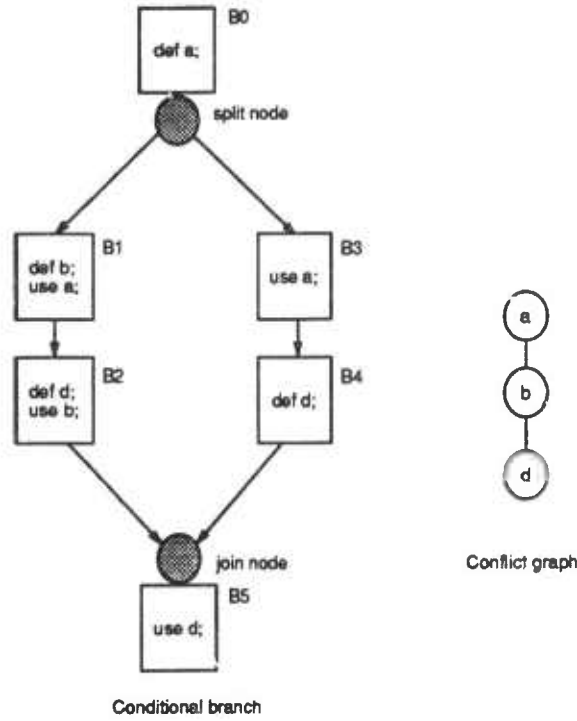 B0
def a;
split node
B1
def b;
use a;
B3
use a;
B2
def d;
use b;
B4
def d;
join node
B5
use d;
Conditional branch
a
b
d
Conflict graph